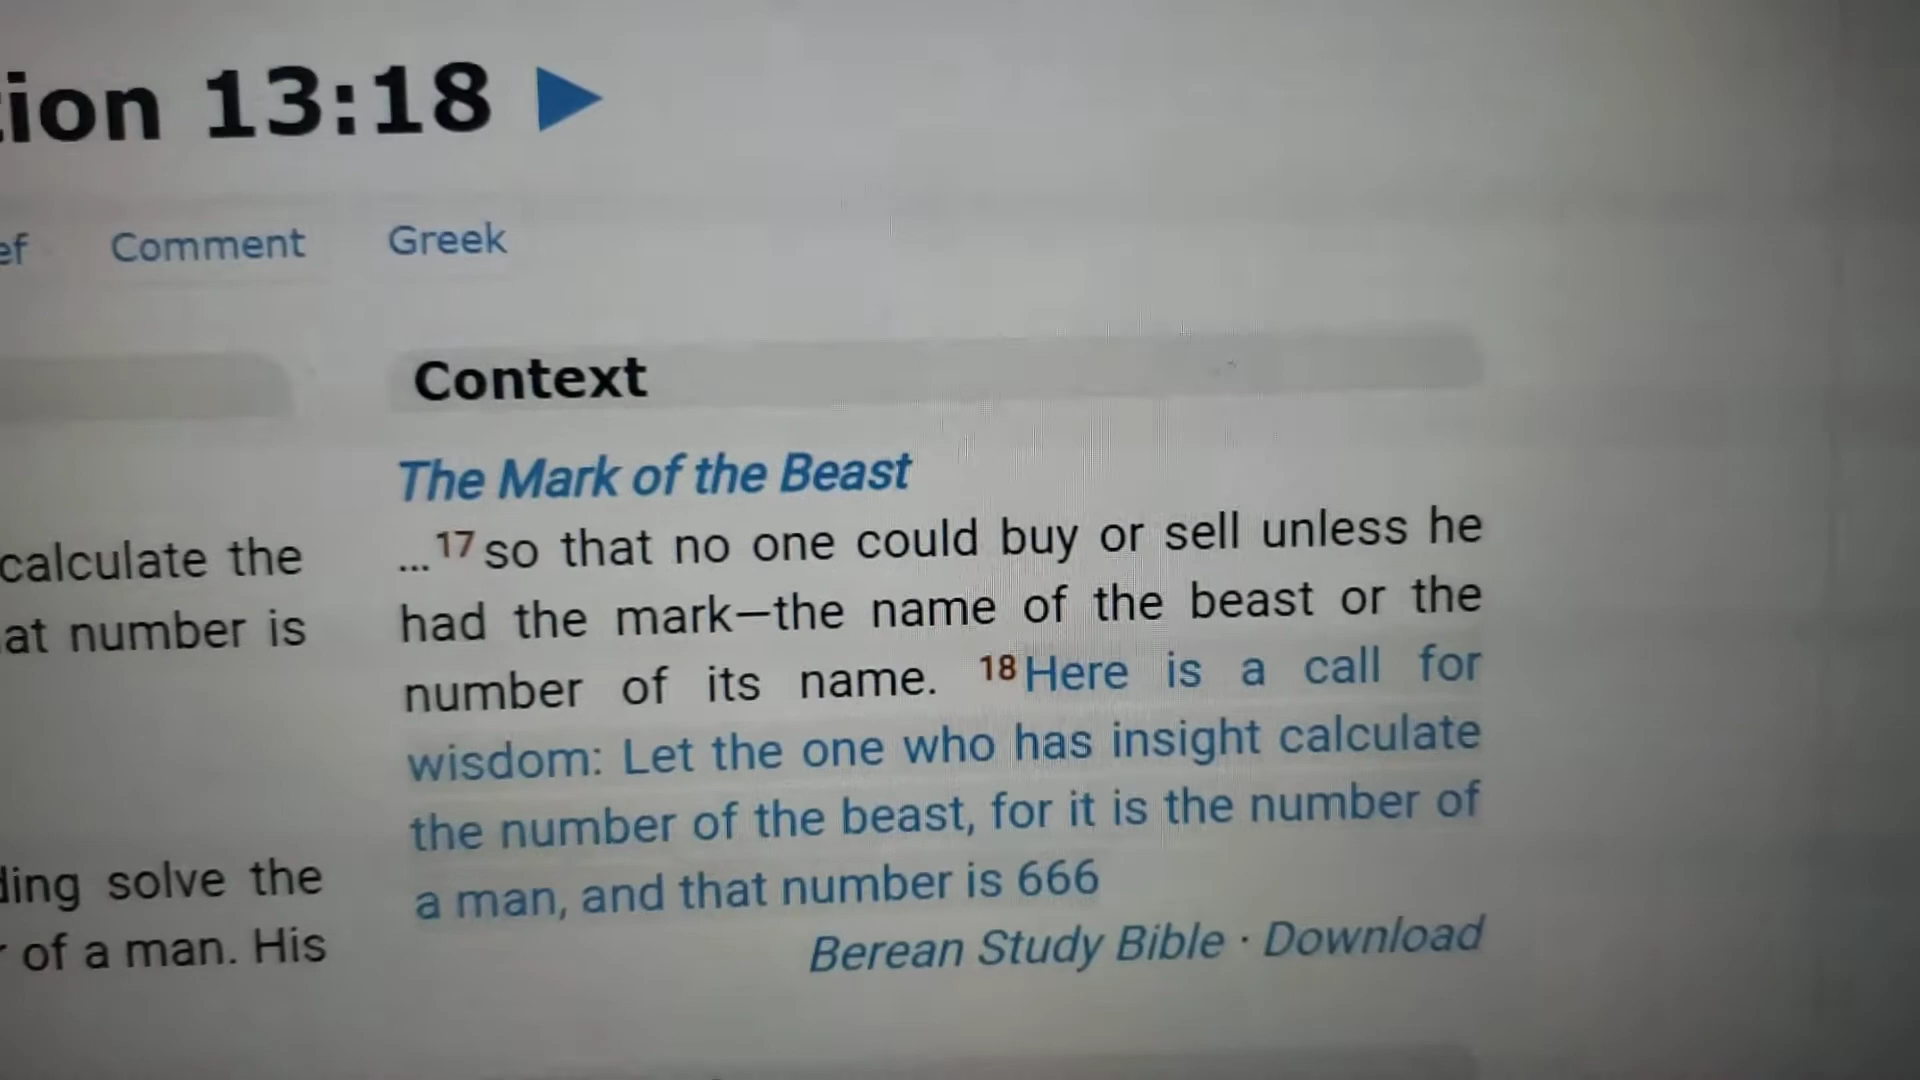 tion 13:18
ef Comment Greek
Context
The Mark of the Beast
...17 so that no one could buy or sell unless he
had the mark—the name of the beast or the
number of its name. 18 Here is a call for
wisdom: Let the one who has insight calculate
the number of the beast, for it is the number of
a man, and that number is 666
Berean Study Bible · Download
calculate the
at number is
ding solve the
of a man. His